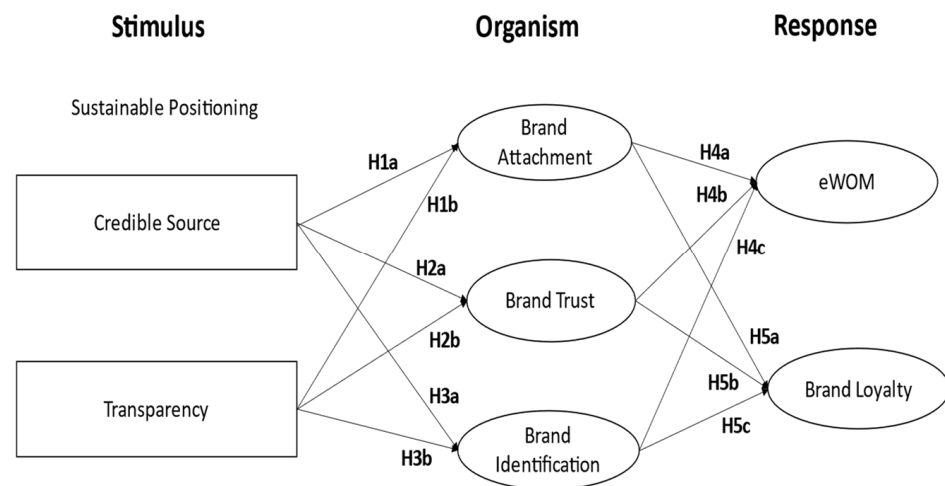 Stimulus
Organism
Response
Sustainable Positioning
Brand
Attachment
H1a
H4a
eWOM
H4b
H1b
Credible Source
H4c
H2a
Brand Trust
H2b
H5a
H3a
H5b
Brand Loyalty
Transparency
H5c
Brand
Identification
H3b